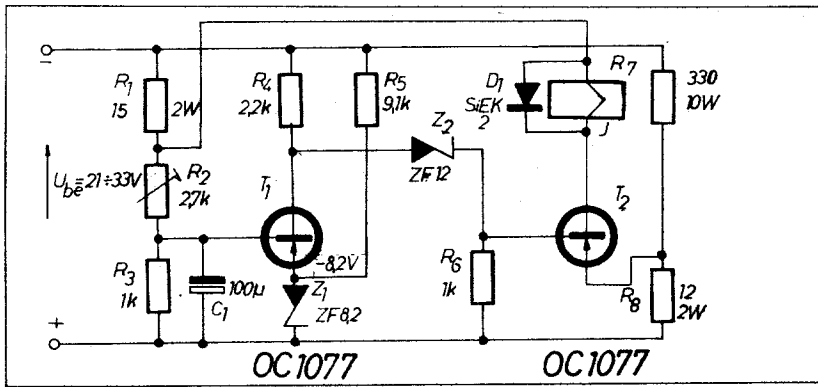 −
R1
15
2W
R4
2,2k
R5
9,1k
D1
SiEK
2
R7
J
330
10W
Ube=21÷33V
R2
2,7k
Z2
ZF12
T1
T2
-8,2V
R3
1k
100µ
C1
Z1
ZF8,2
R6
1k
R8
12
2W
+
OC1077
OC1077